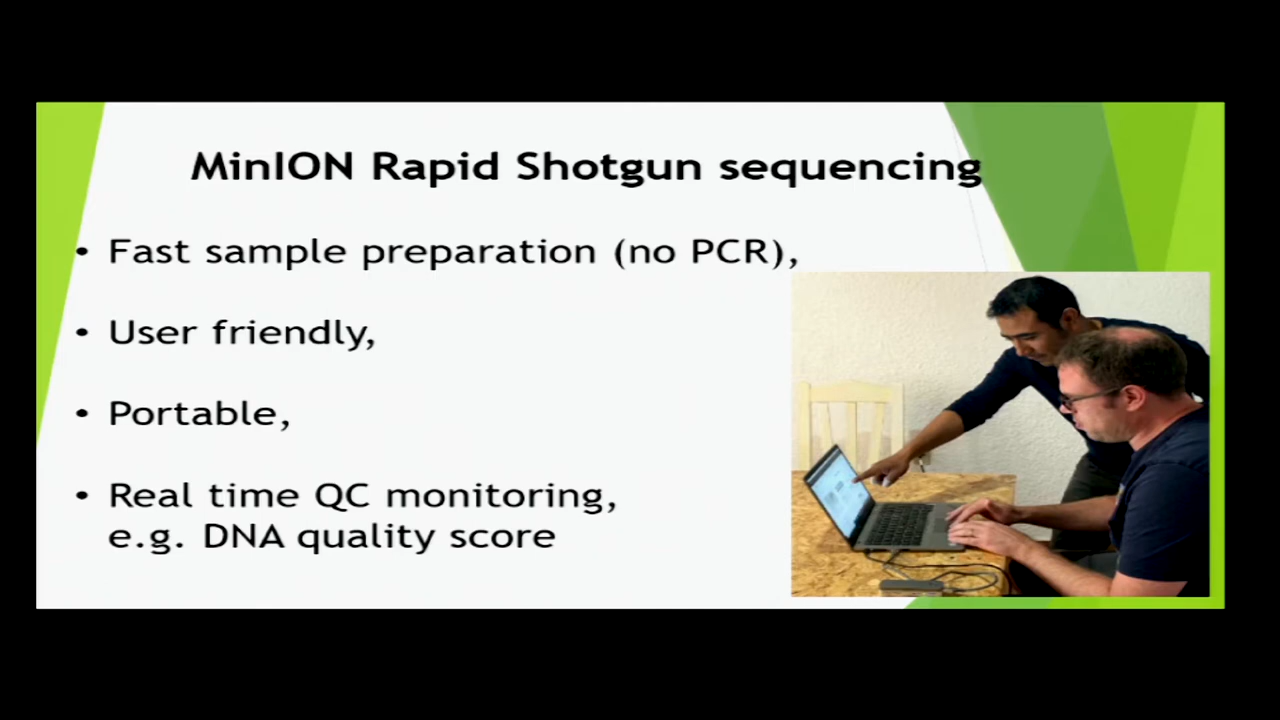 MinION Rapid Shotgun sequencing
• Fast sample preparation (no PCR),
• User friendly,
• Portable,
• Real time QC monitoring,
e.g. DNA quality score